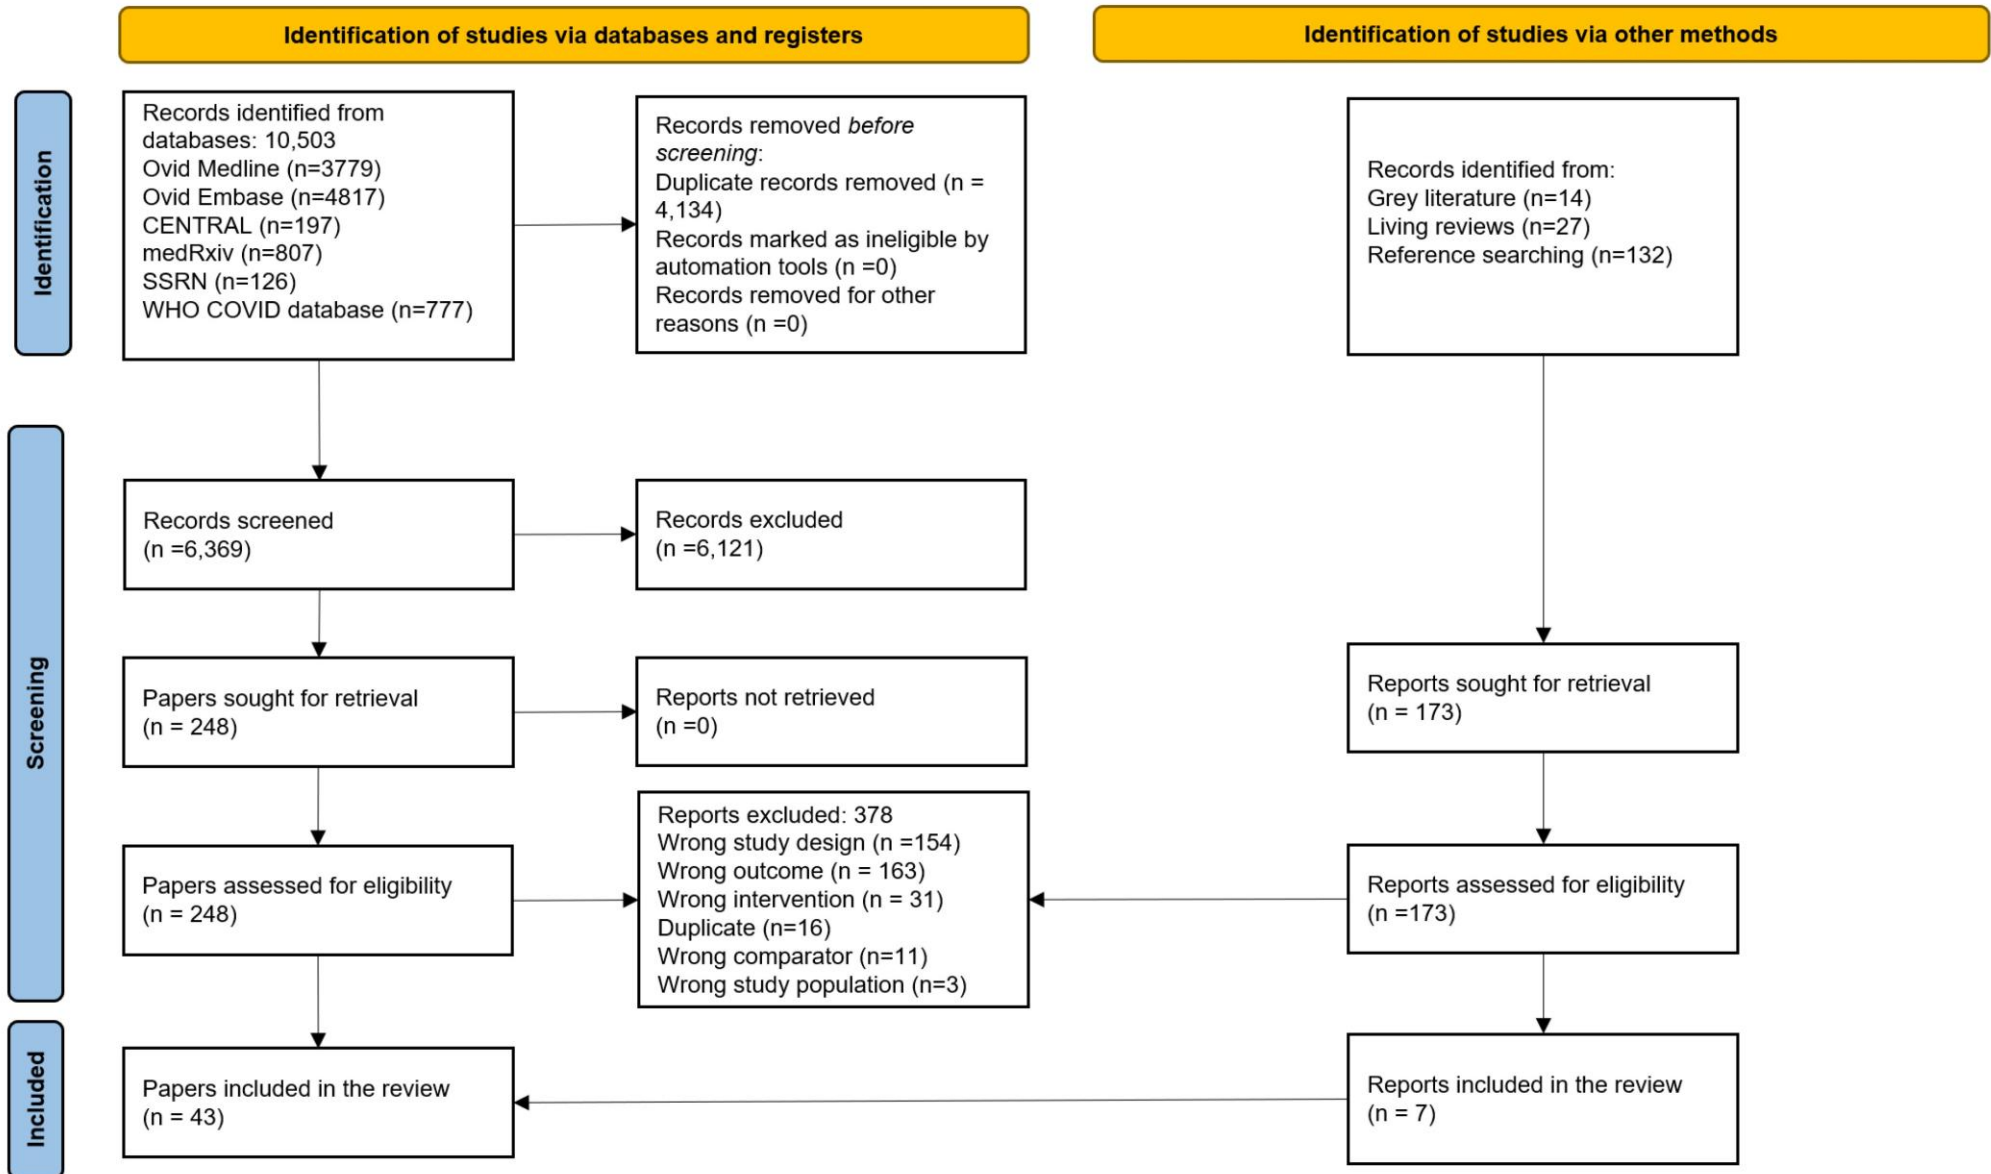 Identification of studies via databases and registers
Identification of studies via other methods
Identification
Records identified from
databases: 10,503
Ovid Medline (n=3779)
Ovid Embase (n=4817)
CENTRAL (n=197)
medRxiv (n=807)
SSRN (n=126)
WHO COVID database (n=777)
Records removed before
screening:
Duplicate records removed (n =
4,134)
Records marked as ineligible by
automation tools (n =0)
Records removed for other
reasons (n =0)
Records identified from:
Grey literature (n=14)
Living reviews (n=27)
Reference searching (n=132)
Screening
Records screened
(n =6,369)
Records excluded
(n =6,121)
Papers sought for retrieval
(n = 248)
Reports not retrieved
(n =0)
Reports sought for retrieval
(n = 173)
Papers assessed for eligibility
(n = 248)
Reports excluded: 378
Wrong study design (n =154)
Wrong outcome (n = 163)
Wrong intervention (n = 31)
Duplicate (n=16)
Wrong comparator (n=11)
Wrong study population (n=3)
Reports assessed for eligibility
(n =173)
Included
Papers included in the review
(n = 43)
Reports included in the review
(n = 7)